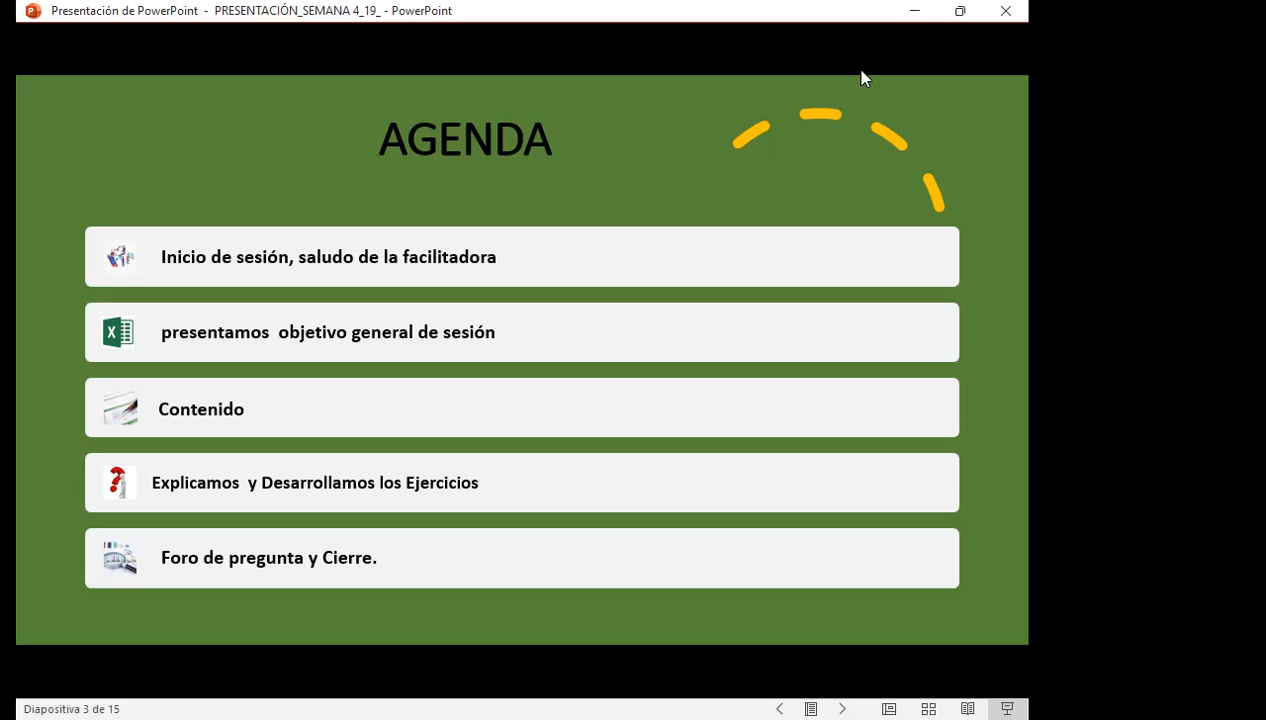 Presentación de PowerPoint - PRESENTACIÓN_SEMANA 4_19_ - PowerPoint
AGENDA
Inicio de sesión, saludo de la facilitadora
presentamos objetivo general de sesión
Contenido
Explicamos y Desarrollamos los Ejercicios
Foro de pregunta y Cierre.
Diapositiva 3 de 15